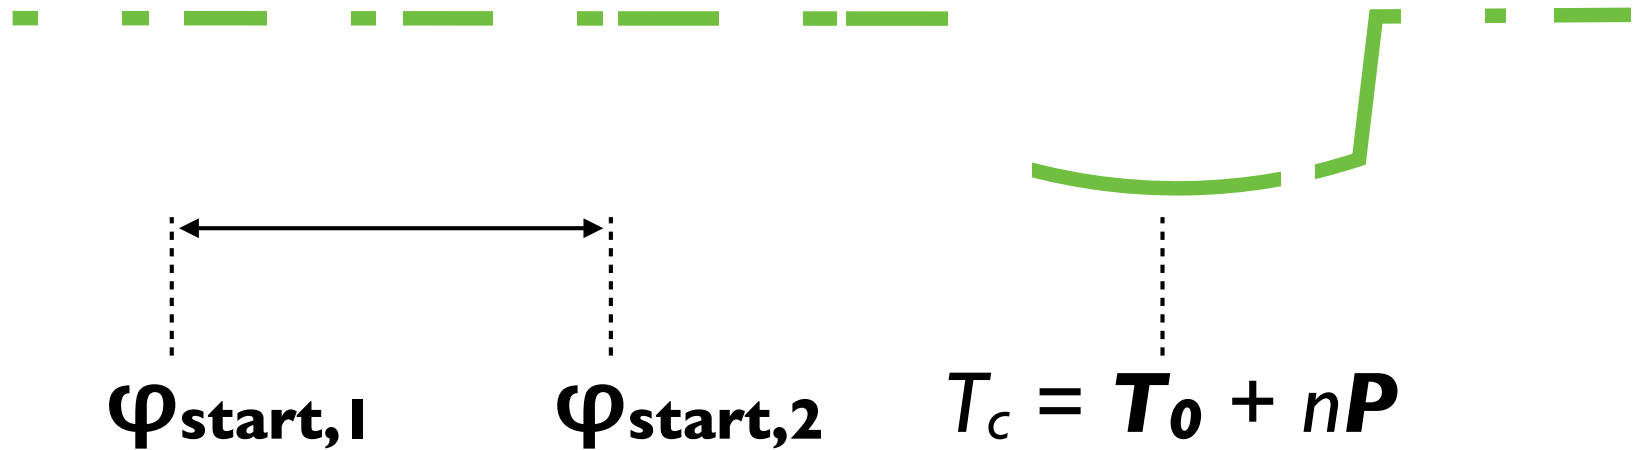 φstart,1 φstart,2 Tc = T0 + nP